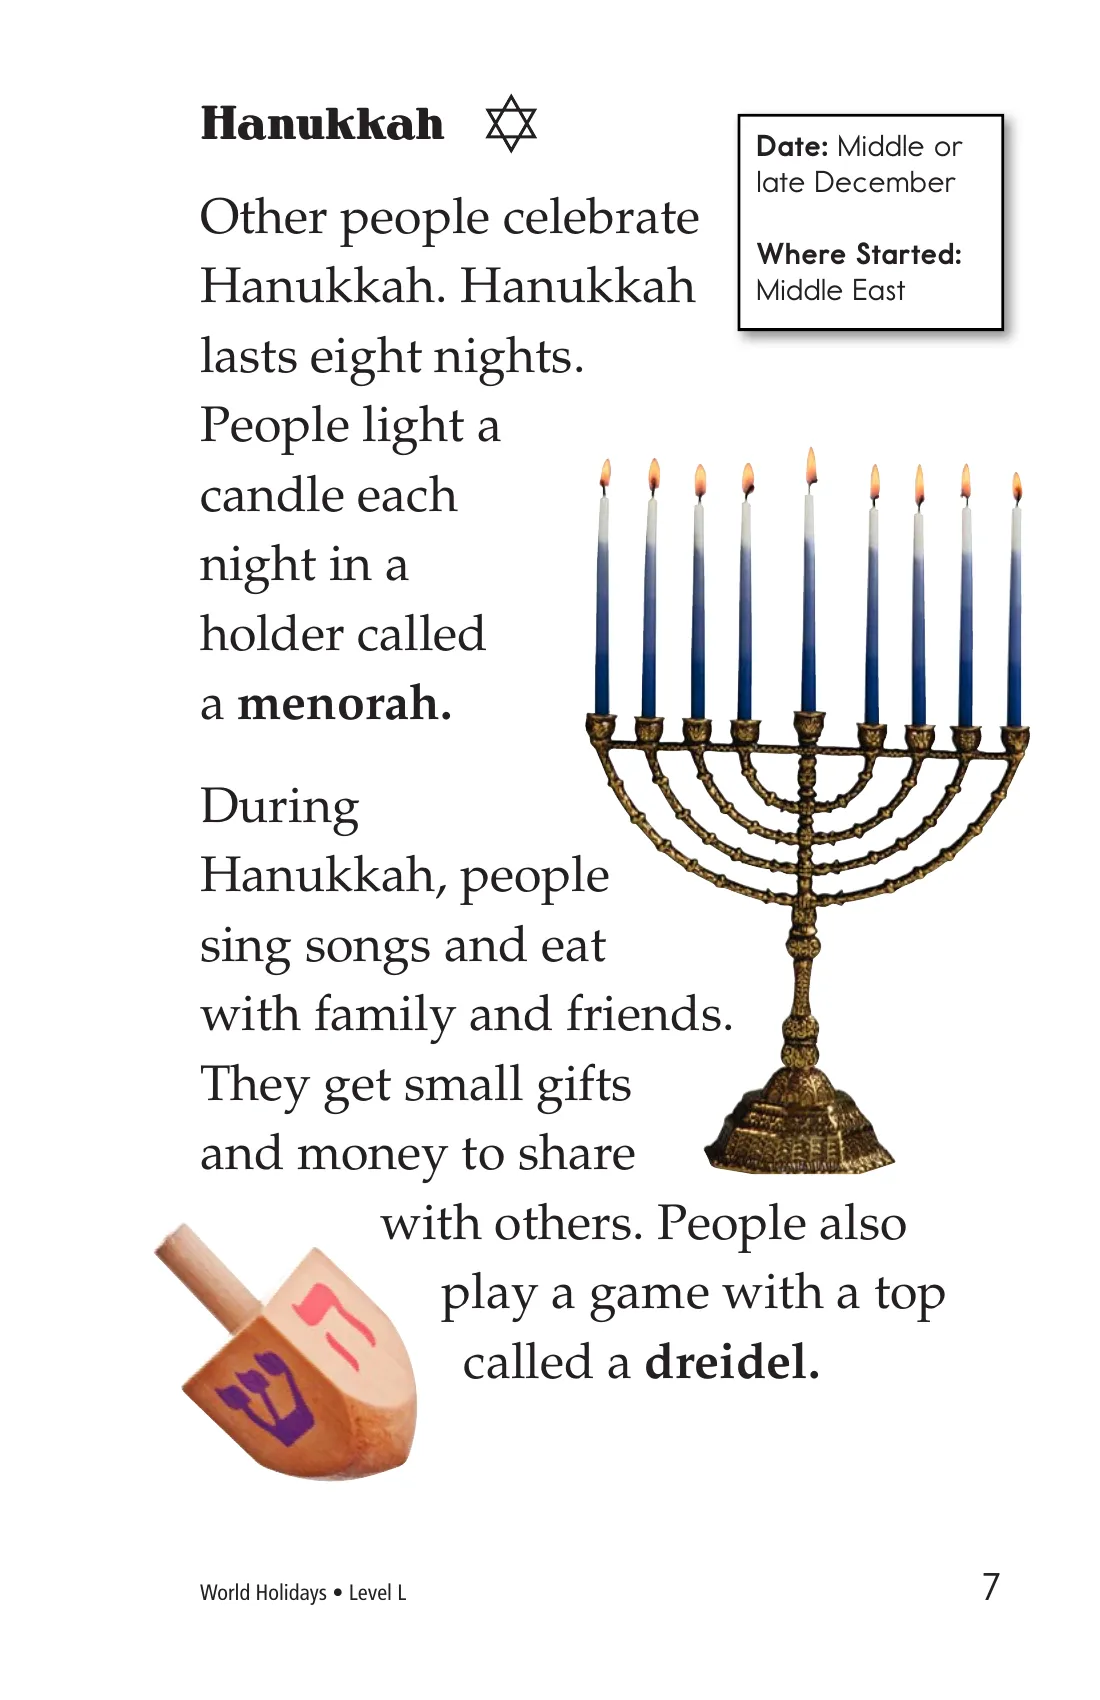 Hanukkah
Date: Middle or
late December
Where Started:
Middle East
Other people celebrate
Hanukkah. Hanukkah
lasts eight nights.
People light a
candle each
night in a
holder called
a menorah.
During
Hanukkah, people
sing songs and eat
with family and friends.
They get small gifts
and money to share
with others. People also
play a game with a top
called a dreidel.
ש ה
World Holidays • Level L
7